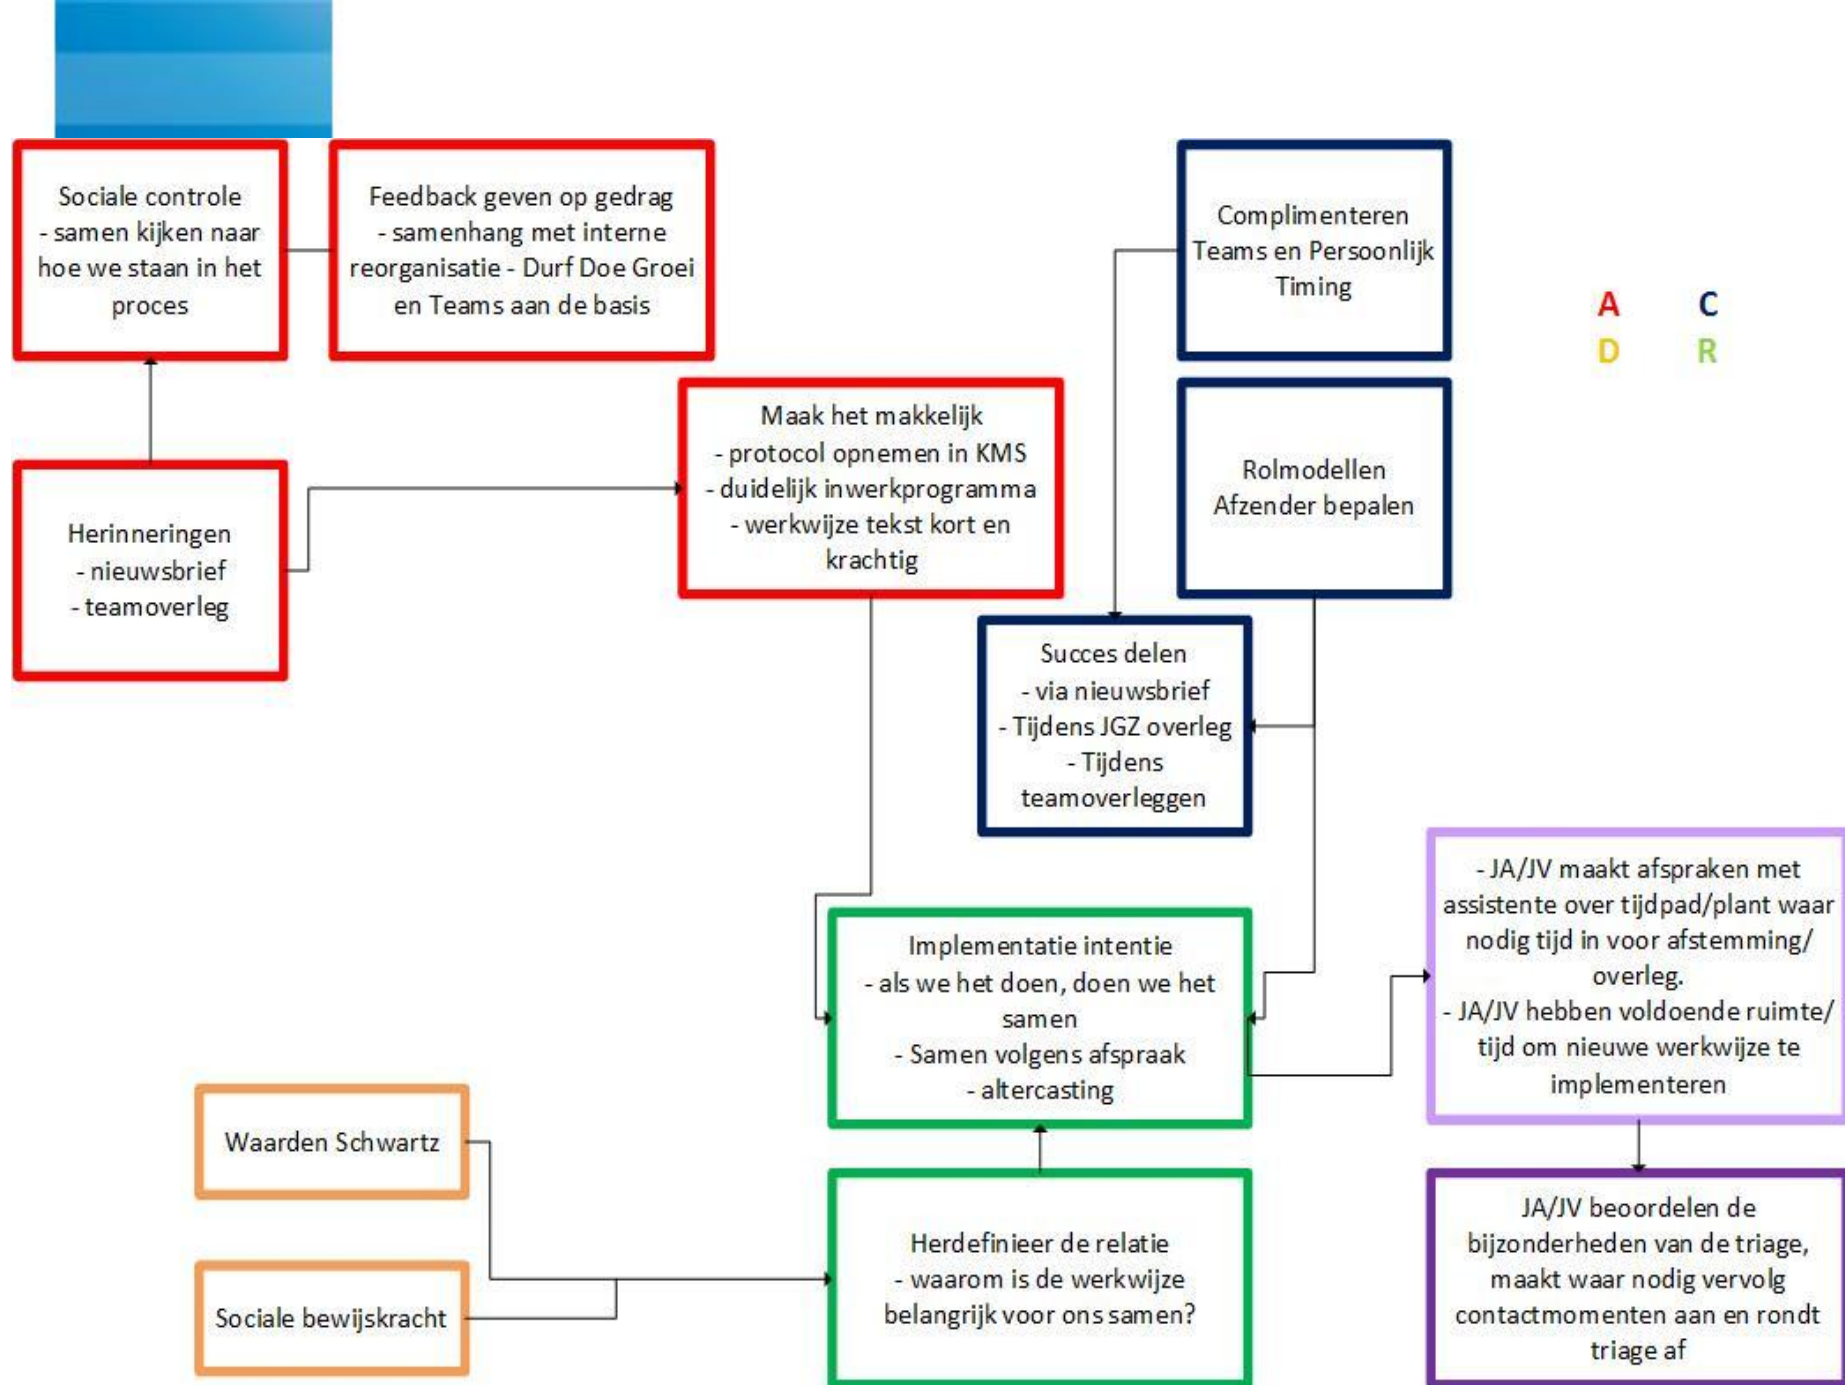 Sociale controle
- samen kijken naar
hoe we staan in het
proces
Feedback geven op gedrag
- samenhang met interne
reorganisatie - Durf Doe Groei
en Teams aan de basis
Complimenteren
Teams en Persoonlijk
Timing
A C
D R
Maak het makkelijk
- protocol opnemen in KMS
- duidelijk inwerkprogramma
- werkwijze tekst kort en
krachtig
Rolmodellen
Afzender bepalen
Herinneringen
- nieuwsbrief
- teamoverleg
Succes delen
- via nieuwsbrief
- Tijdens JGZ overleg
- Tijdens
teamoverleggen
- JA/JV maakt afspraken met
assistente over tijdpad/plant waar
nodig tijd in voor afstemming/
overleg.
- JA/JV hebben voldoende ruimte/
tijd om nieuwe werkwijze te
implementeren
Implementatie intentie
- als we het doen, doen we het
samen
- Samen volgens afspraak
- altercasting
Waarden Schwartz
Sociale bewijskracht
Herdefinieer de relatie
- waarom is de werkwijze
belangrijk voor ons samen?
JA/JV beoordelen de
bijzonderheden van de triage,
maakt waar nodig vervolg
contactmomenten aan en rondt
triage af